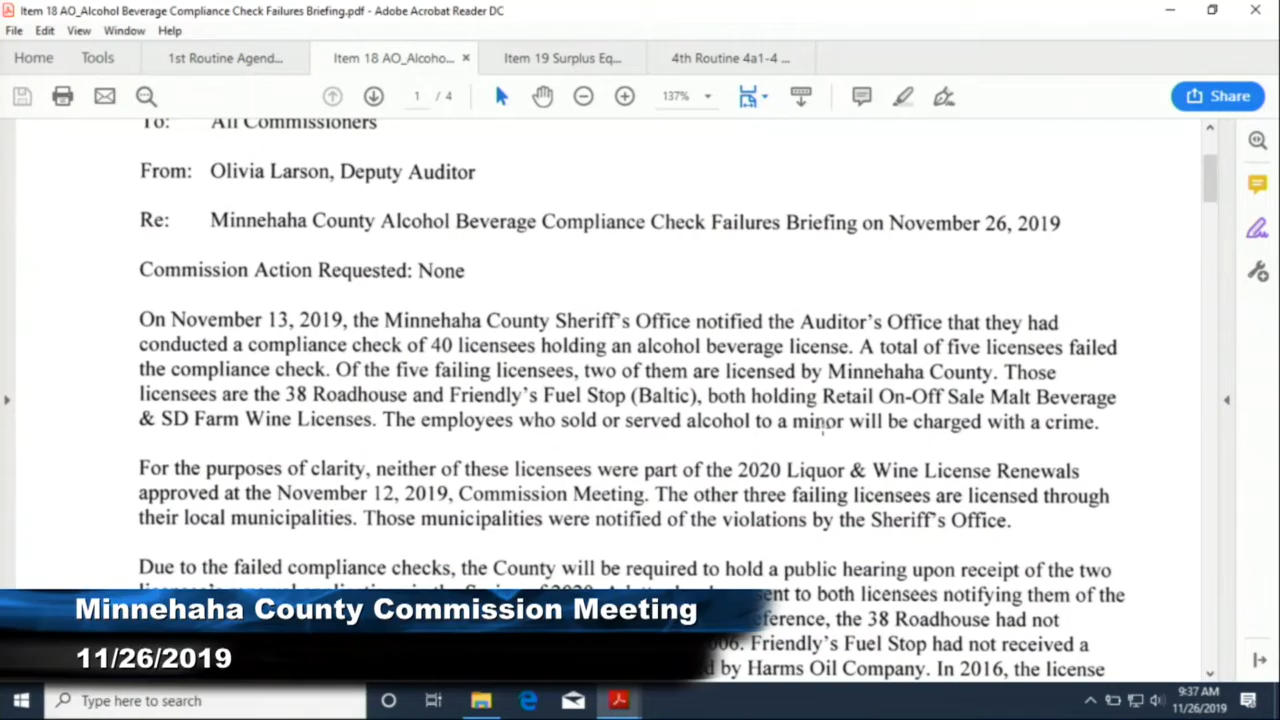 Item 18 AO_Alcohol Beverage Compliance Check Failures Briefing.pdf - Adobe Acrobat Reader DC
File Edit View Window Help
Home Tools 1st Routine Agend... Item 18 AO_Alcoho... × Item 19 Surplus Eq... 4th Routine 4a1-4 ...
1 / 4 137% Share
To: All Commissioners
From: Olivia Larson, Deputy Auditor
Re: Minnehaha County Alcohol Beverage Compliance Check Failures Briefing on November 26, 2019
Commission Action Requested: None
On November 13, 2019, the Minnehaha County Sheriff's Office notified the Auditor's Office that they had
conducted a compliance check of 40 licensees holding an alcohol beverage license. A total of five licensees failed
the compliance check. Of the five failing licensees, two of them are licensed by Minnehaha County. Those
licensees are the 38 Roadhouse and Friendly's Fuel Stop (Baltic), both holding Retail On-Off Sale Malt Beverage
& SD Farm Wine Licenses. The employees who sold or served alcohol to a minor will be charged with a crime.
For the purposes of clarity, neither of these licensees were part of the 2020 Liquor & Wine License Renewals
approved at the November 12, 2019, Commission Meeting. The other three failing licensees are licensed through
their local municipalities. Those municipalities were notified of the violations by the Sheriff's Office.
Due to the failed compliance checks, the County will be required to hold a public hearing upon receipt of the two
sent to both licensees notifying them of the
the 38 Roadhouse had not
Friendly's Fuel Stop had not received a
by Harms Oil Company. In 2016, the license
Minnehaha County Commission Meeting
11/26/2019
Type here to search
9:37 AM
11/26/2019